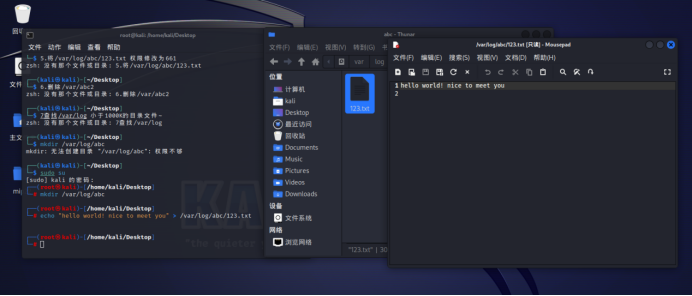 root@kali: /home/kali/Desktop
文件 动作 编辑 查看 帮助
$ 5.将/var/log/abc/123.txt 权限修改为661
zsh: 没有那个文件或目录: 5.将/var/log/abc/123.txt
(kali㉿kali)-[~/Desktop]
$ 6.删除/var/abc2
zsh: 没有那个文件或目录: 6.删除/var/abc2
(kali㉿kali)-[~/Desktop]
$ 7查找/var/log 小于1000K的目录文件~
zsh: 没有那个文件或目录: 7查找/var/log
(kali㉿kali)-[~/Desktop]
$ mkdir /var/log/abc
mkdir: 无法创建目录 "/var/log/abc": 权限不够
(kali㉿kali)-[~/Desktop]
$ sudo su
[sudo] kali 的密码:
(root㉿kali)-[/home/kali/Desktop]
# mkdir /var/log/abc
(root㉿kali)-[/home/kali/Desktop]
# echo "hello world! nice to meet you" > /var/log/abc/123.txt
(root㉿kali)-[/home/kali/Desktop]
#
abc - Thunar
文件(F) 编辑(E) 视图(V) 转到(G)
var log
位置
计算机
kali
Desktop
最近访问
回收站
Documents
Music
Pictures
Videos
Downloads
设备
文件系统
网络
浏览网络
123.txt
"123.txt" | 30
/var/log/abc/123.txt [只读] - Mousepad
文件(F) 编辑(E) 搜索(S) 视图(V) 文档(D) 帮助(H)
1 hello world! nice to meet you
2